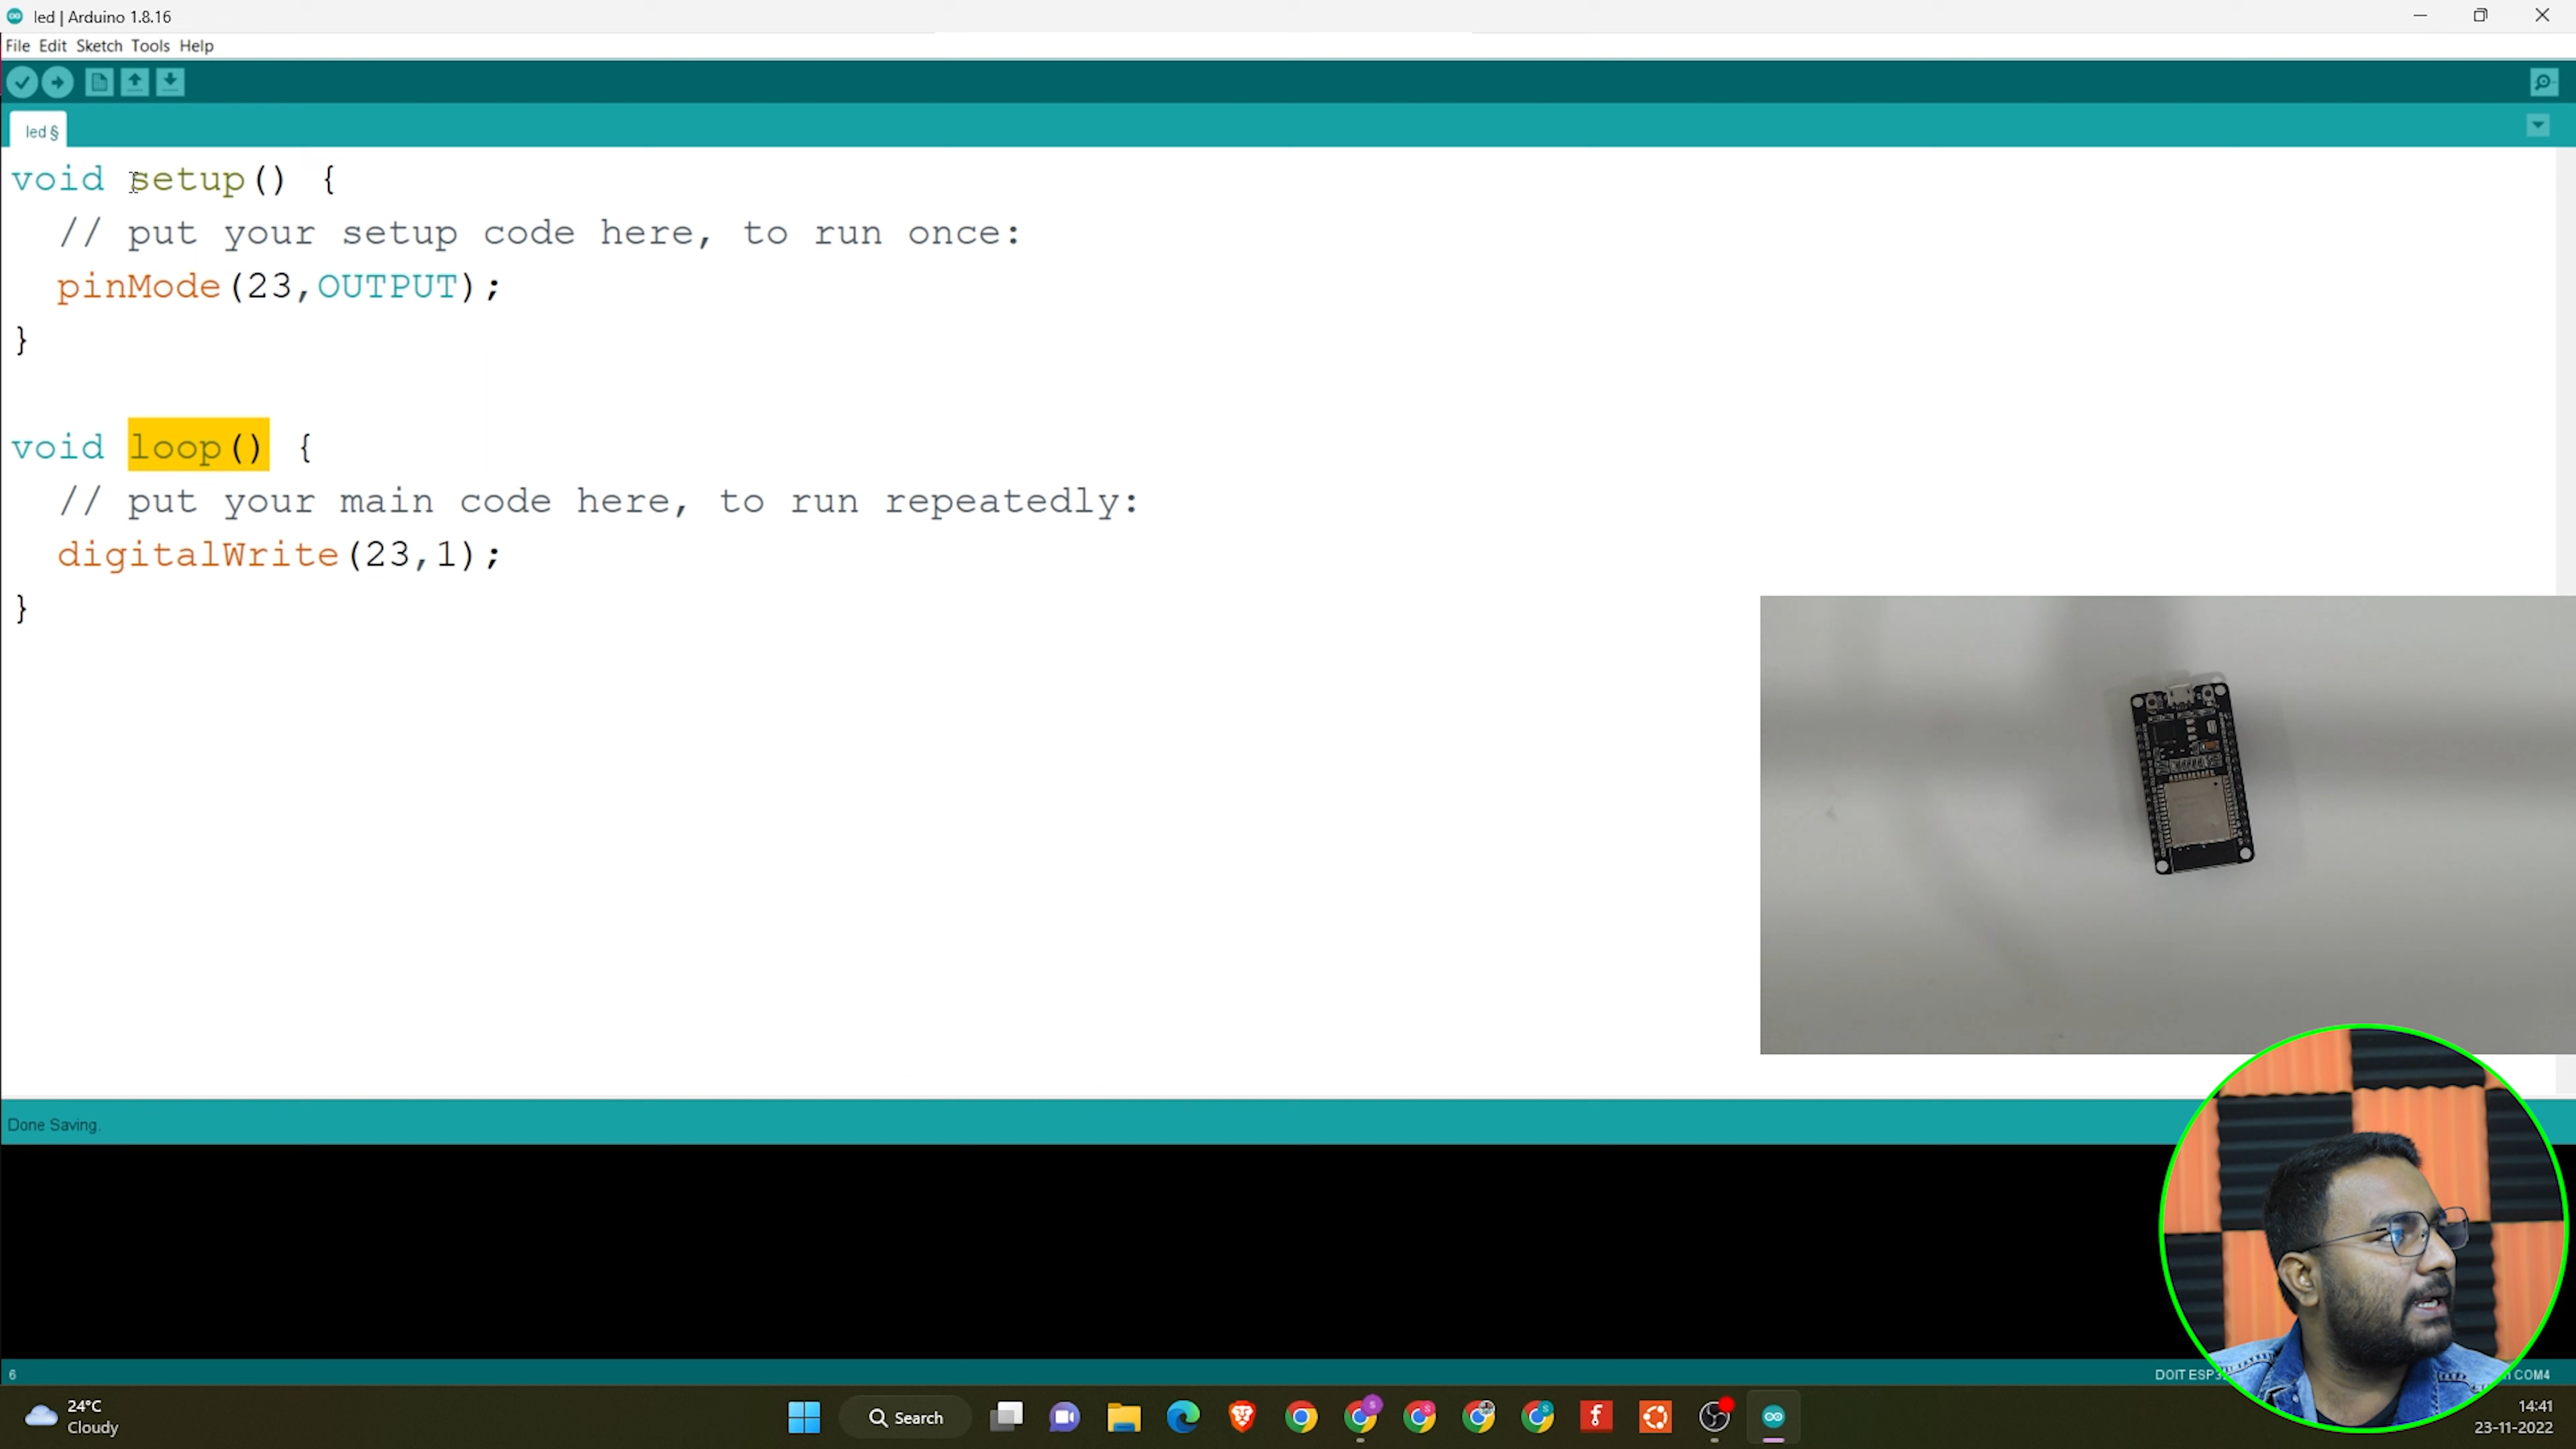 led | Arduino 1.8.16
File Edit Sketch Tools Help
led §
void setup() {
// put your setup code here, to run once:
pinMode(23,OUTPUT);
}
void loop() {
// put your main code here, to run repeatedly:
digitalWrite(23,1);
}
Done Saving.
6
DOIT COM4
24°C
Cloudy
Search
14:41
23-11-2022